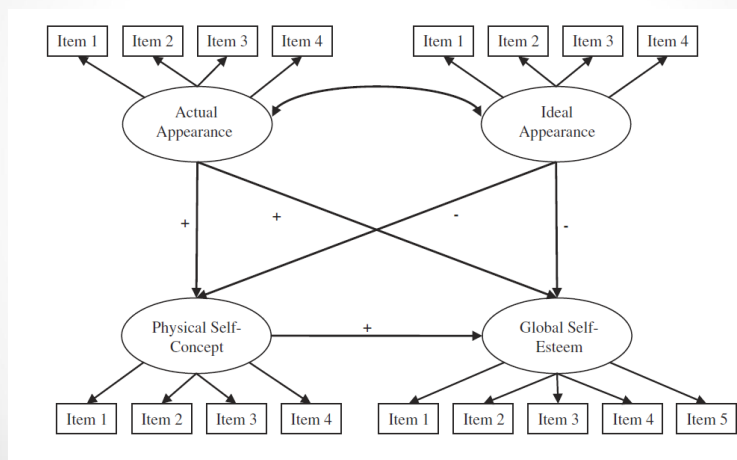 Item 1
Item 2
Item 3
Item 4
Item 1
Item 2
Item 3
Item 4
Actual
Appearance
Ideal
Appearance
+
+
-
-
Physical Self-
Concept
+
Global Self-
Esteem
Item 1
Item 2
Item 3
Item 4
Item 1
Item 2
Item 3
Item 4
Item 5